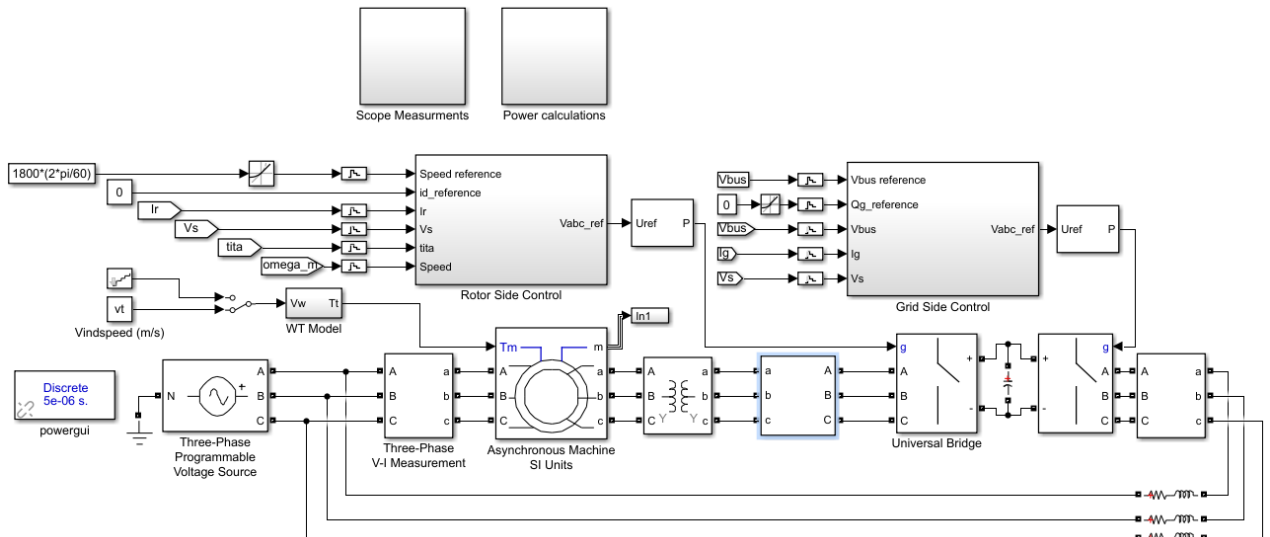 Scope Measurments
Power calculations
1800*(2*pi/60)
0
Ir
Vs
tita
omega_m
Speed reference
id_reference
Ir
Vs
tita
Speed
Vabc_ref
Rotor Side Control
Uref
P
Vbus
0
Vbus
Ig
Vs
Vbus reference
Qg_reference
Vbus
Ig
Vs
Vabc_ref
Grid Side Control
Uref
P
vt
Vindspeed (m/s)
Vw
Tt
WT Model
In1
Discrete
5e-06 s.
powergui
N
+
A
B
C
Three-Phase
Programmable
Voltage Source
A
B
C
a
b
c
Three-Phase
V-I Measurement
Tm
m
A
B
C
a
b
c
Asynchronous Machine
SI Units
A
B
C
Y
Y
a
b
c
a
b
c
A
B
C
g
A
B
C
+
-
Universal Bridge
+
+
-
g
A
B
C
A
B
C
a
b
c